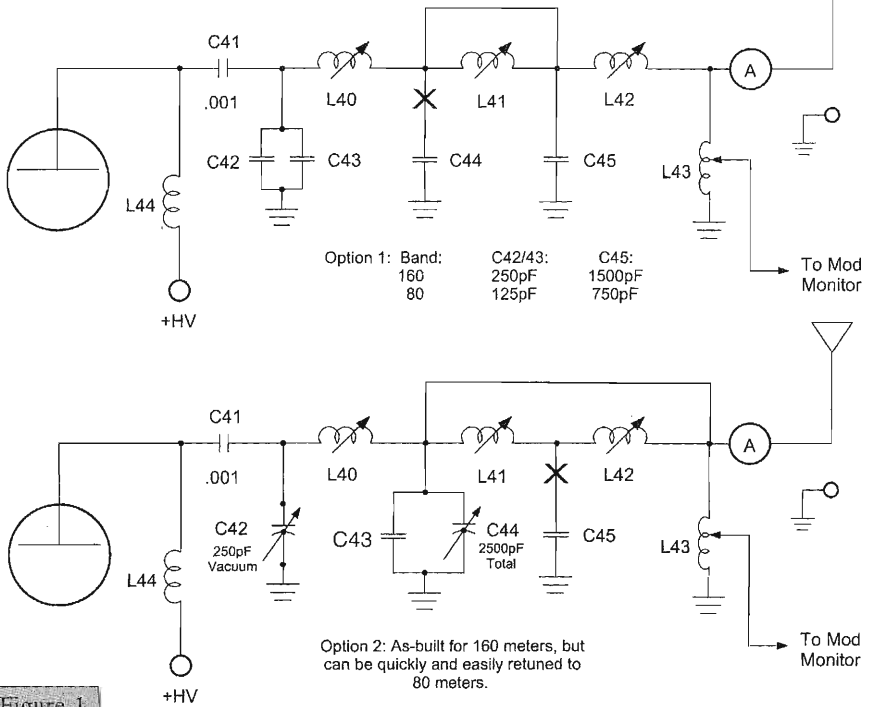 C41
.001
L40
L41
L42
A
C42
C43
C44
C45
L43
L44
+HV
Option 1: Band: C42/43: C45:
160 250pF 1500pF
80 125pF 750pF
To Mod
Monitor
C41
.001
L40
L41
L42
A
C42
250pF
Vacuum
C43
C44
2500pF
Total
C45
L43
L44
+HV
Option 2: As-built for 160 meters, but
can be quickly and easily retuned to
80 meters.
To Mod
Monitor
Figure 1